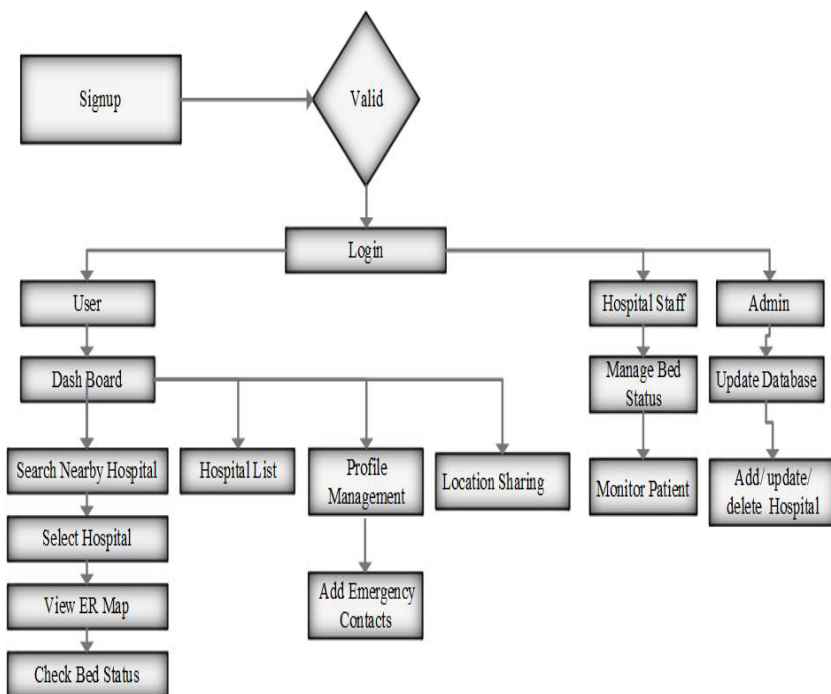 Signup
Valid
Login
User
Hospital Staff
Admin
Dash Board
Manage Bed
Status
Update Database
Search Nearby Hospital
Hospital List
Profile
Management
Location Sharing
Monitor Patient
Add/ update/
delete Hospital
Select Hospital
View ER Map
Add Emergency
Contacts
Check Bed Status